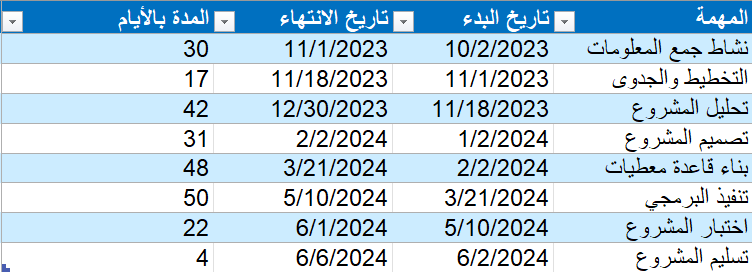 المهمة تاريخ البدء تاريخ الانتهاء المدة بالأيام
نشاط جمع المعلومات 10/2/2023 11/1/2023 30
التخطيط والجدوى 11/1/2023 11/18/2023 17
تحليل المشروع 11/18/2023 12/30/2023 42
تصميم المشروع 1/2/2024 2/2/2024 31
بناء قاعدة معطيات 2/2/2024 3/21/2024 48
تنفيذ البرمجي 3/21/2024 5/10/2024 50
اختبار المشروع 5/10/2024 6/1/2024 22
تسليم المشروع 6/2/2024 6/6/2024 4